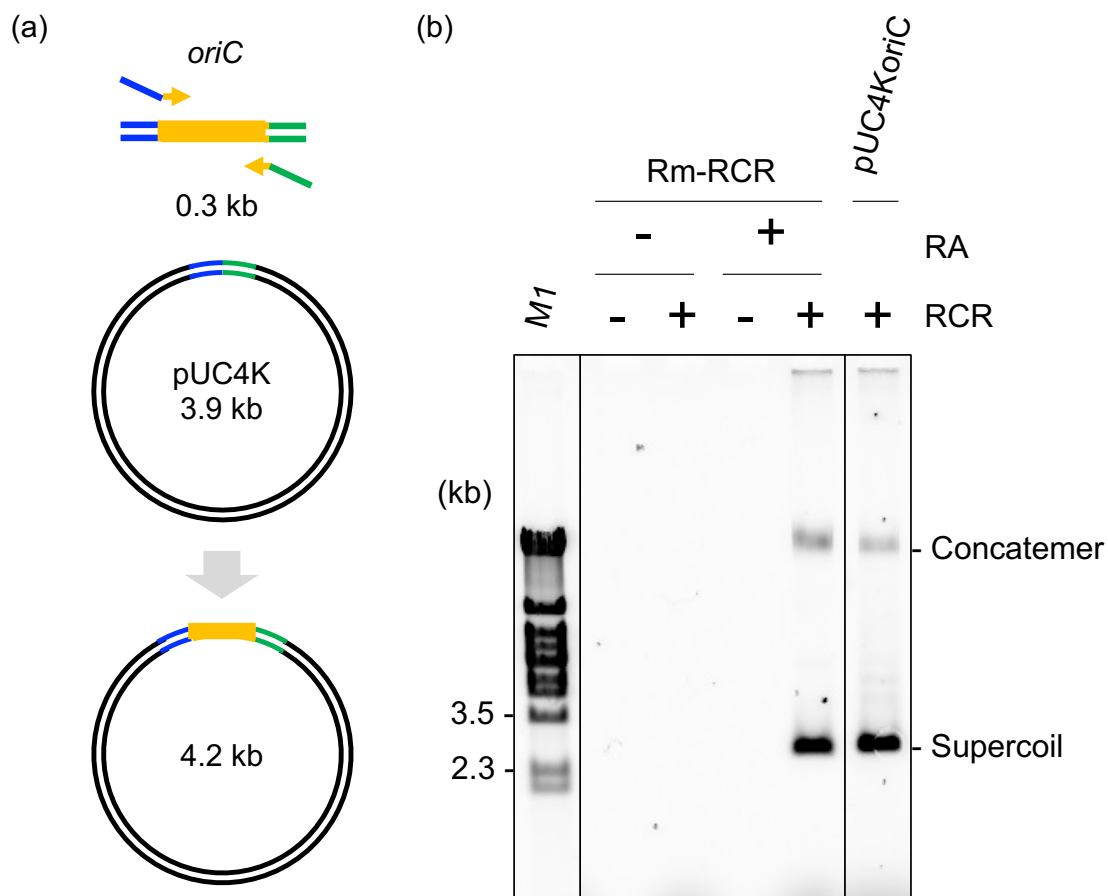 (a)
oriC
0.3 kb
pUC4K
3.9 kb
4.2 kb
(b)
pUC4KoriC
Rm-RCR
- + RA
M1 - + - + + RCR
(kb)
- Concatemer
3.5 -
- Supercoil
2.3 -